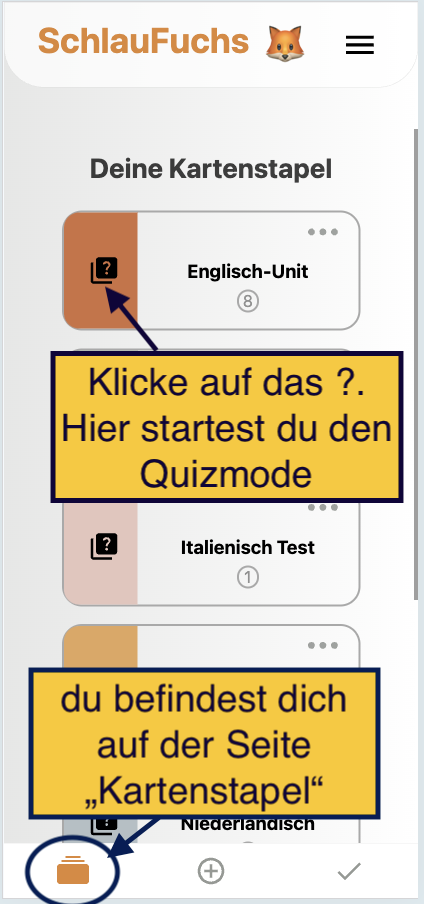 SchlauFuchs
Deine Kartenstapel
?
Englisch-Unit
8
Klicke auf das ?.
Hier startest du den
Quizmode
?
Italienisch Test
1
du befindest dich
auf der Seite
„Kartenstapel“
?
Niederländisch